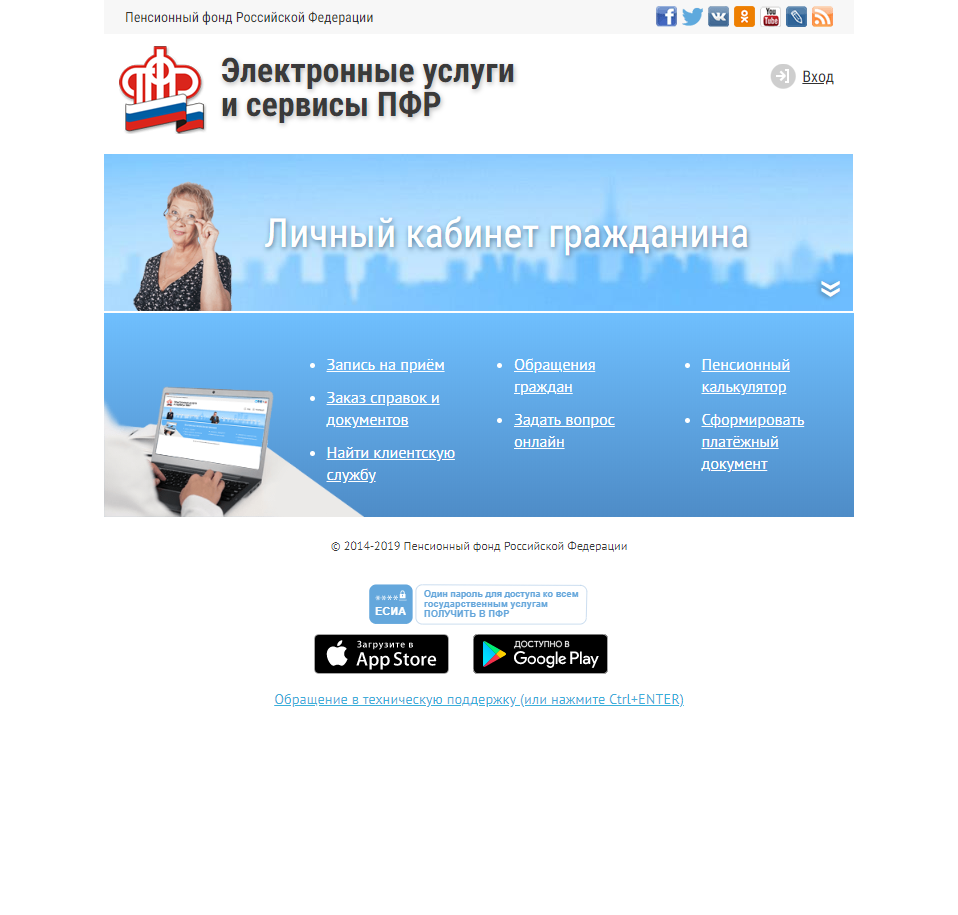 Пенсионный фонд Российской Федерации
ПФР
Электронные услуги
и сервисы ПФР
Вход
Личный кабинет гражданина
Запись на приём
Заказ справок и
документов
Найти клиентскую
службу
Обращения
граждан
Задать вопрос
онлайн
Пенсионный
калькулятор
Сформировать
платёжный
документ
© 2014-2019 Пенсионный фонд Российской Федерации
****
ЕСИА
Один пароль для доступа ко всем
государственным услугам
ПОЛУЧИТЬ В ПФР
Загрузите в
App Store
ДОСТУПНО В
Google Play
Обращение в техническую поддержку (или нажмите Ctrl+ENTER)